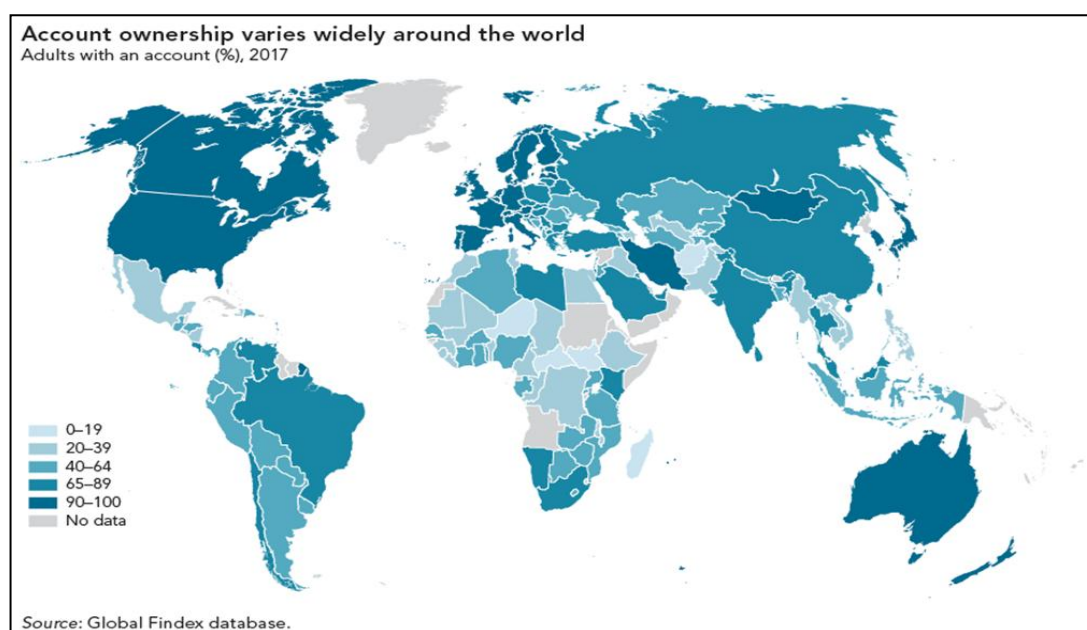 Account ownership varies widely around the world
Adults with an account (%), 2017
0–19
20–39
40–64
65–89
90–100
No data
Source: Global Findex database.